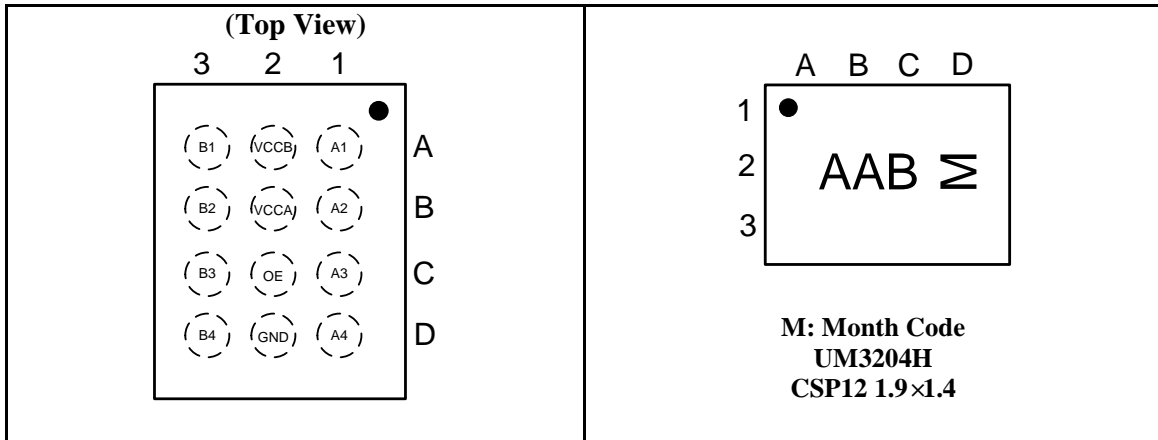 (Top View)
3 2 1
B1 VCCB A1 A
B2 VCCA A2 B
B3 OE A3 C
B4 GND A4 D
A B C D
1
2 AAB M
3
M: Month Code
UM3204H
CSP12 1.9×1.4